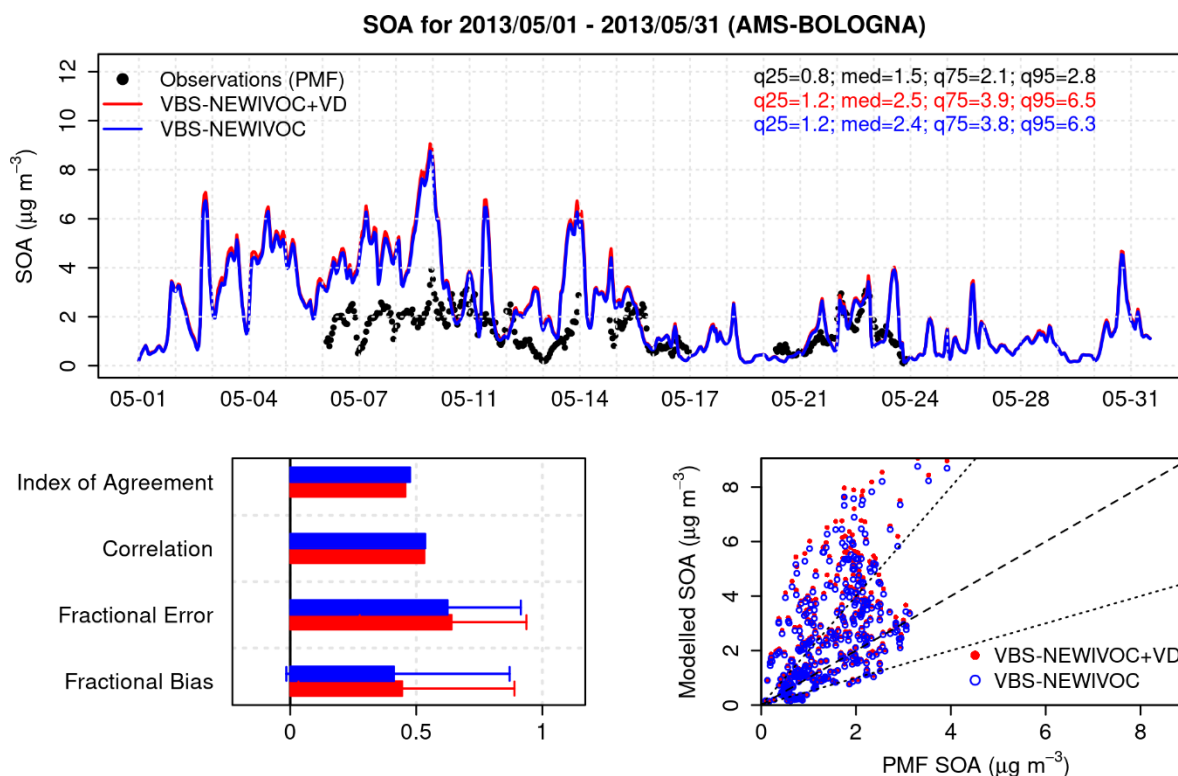 SOA for 2013/05/01 - 2013/05/31 (AMS-BOLOGNA)
SOA (µg m⁻³)
12
10
8
6
4
2
0
Observations (PMF)
VBS-NEWIVOC+VD
VBS-NEWIVOC
q25=0.8; med=1.5; q75=2.1; q95=2.8
q25=1.2; med=2.5; q75=3.9; q95=6.5
q25=1.2; med=2.4; q75=3.8; q95=6.3
05-01 05-04 05-07 05-11 05-14 05-17 05-21 05-24 05-28 05-31
Index of Agreement
Correlation
Fractional Error
Fractional Bias
0 0.5 1
Modelled SOA (µg m⁻³)
8
6
4
2
0
VBS-NEWIVOC+VD
VBS-NEWIVOC
0 2 4 6 8
PMF SOA (µg m⁻³)